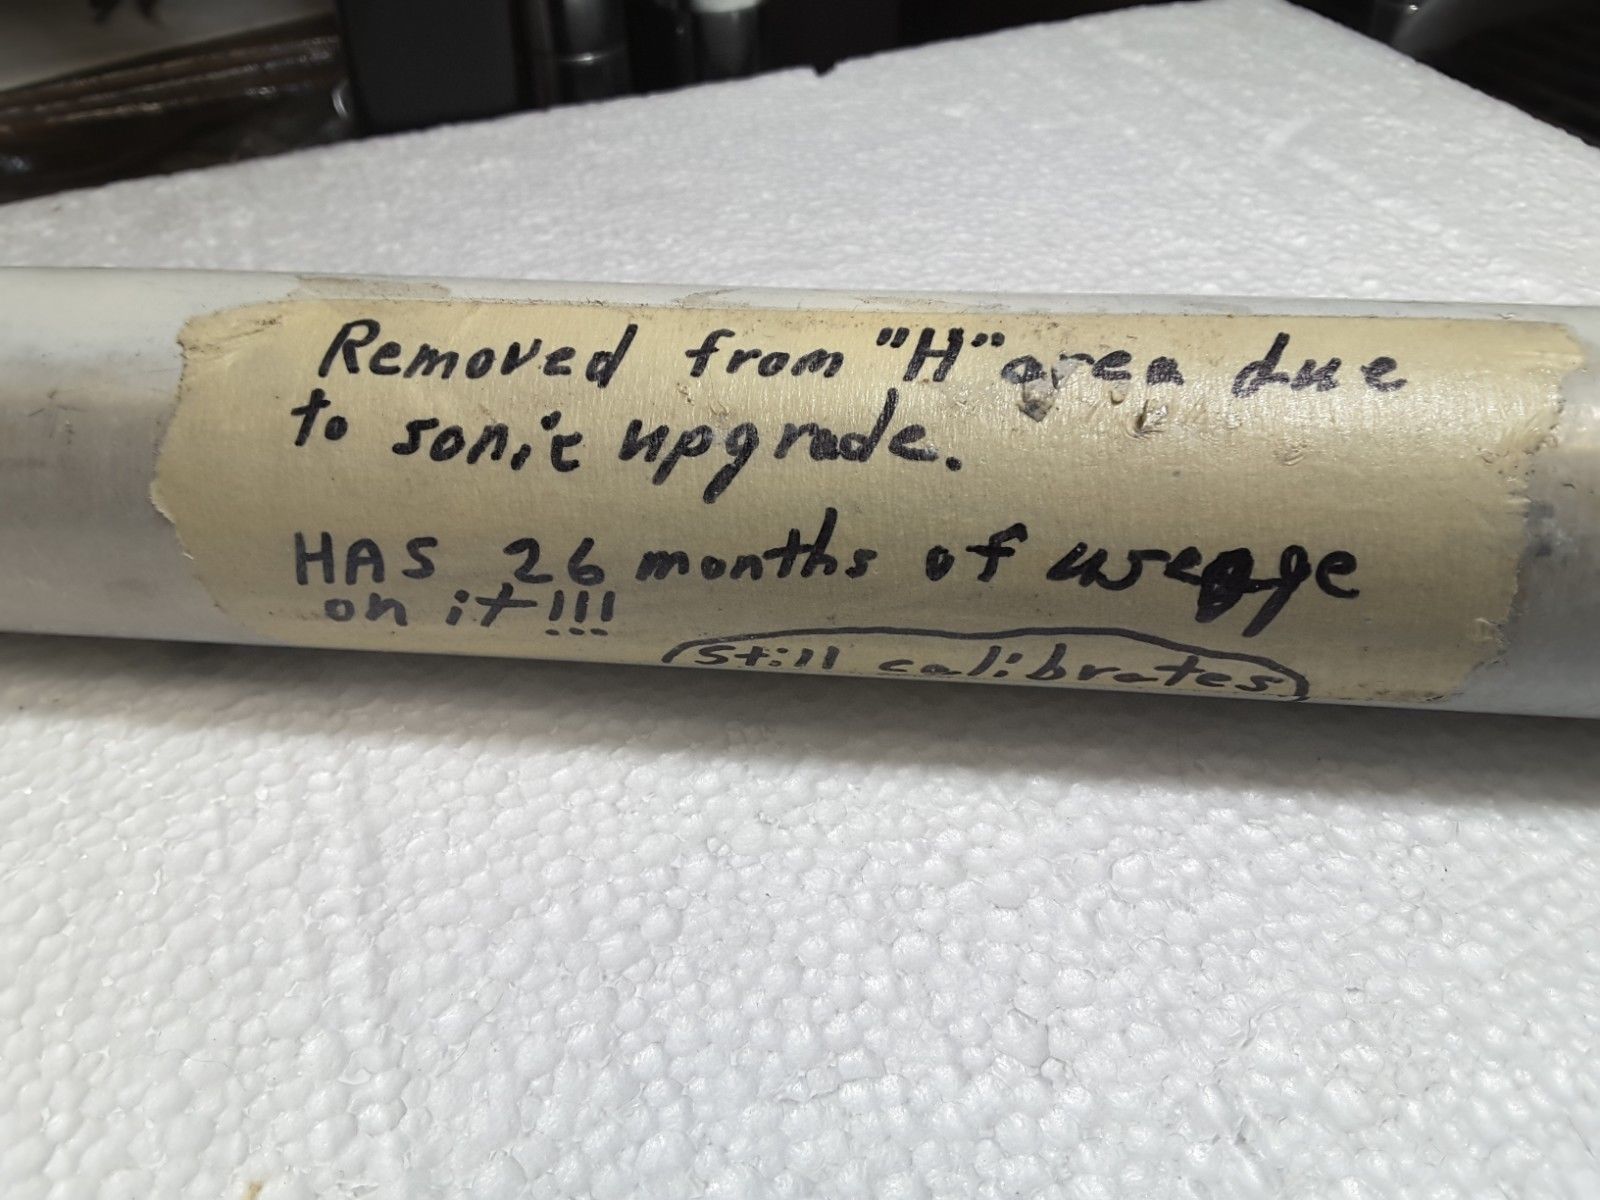 Removed from "H" area due
to sonic upgrade.
HAS 26 months of useage
on it!!!
Still calibrates